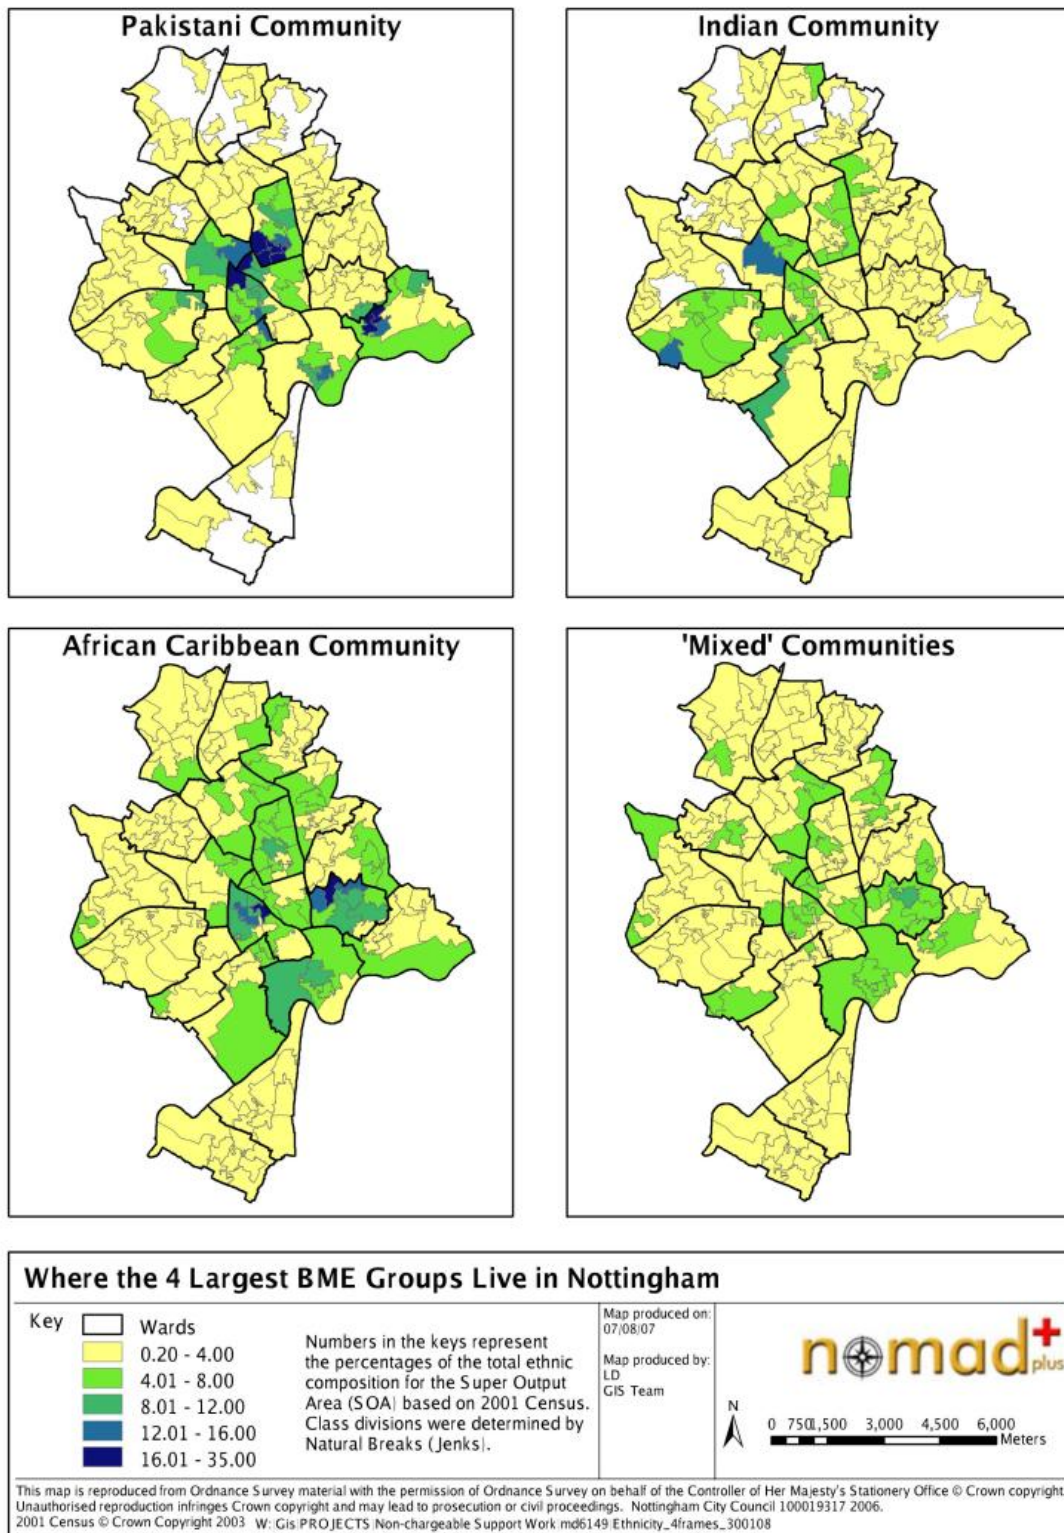 Pakistani Community
Indian Community
African Caribbean Community
'Mixed' Communities
Where the 4 Largest BME Groups Live in Nottingham
Key
Wards
0.20 - 4.00
4.01 - 8.00
8.01 - 12.00
12.01 - 16.00
16.01 - 35.00
Numbers in the keys represent
the percentages of the total ethnic
composition for the Super Output
Area (SOA) based on 2001 Census.
Class divisions were determined by
Natural Breaks (Jenks).
Map produced on:
07/08/07
Map produced by:
LD
GIS Team
nomad+
plus
N
0 750 1,500 3,000 4,500 6,000
Meters
This map is reproduced from Ordnance Survey material with the permission of Ordnance Survey on behalf of the Controller of Her Majesty's Stationery Office © Crown copyright
Unauthorised reproduction infringes Crown copyright and may lead to prosecution or civil proceedings. Nottingham City Council 100019317 2006.
2001 Census © Crown Copyright 2003 W:|Gis|PROJECTS|Non-chargeable Support Work|md6149|Ethnicity_4frames_300108